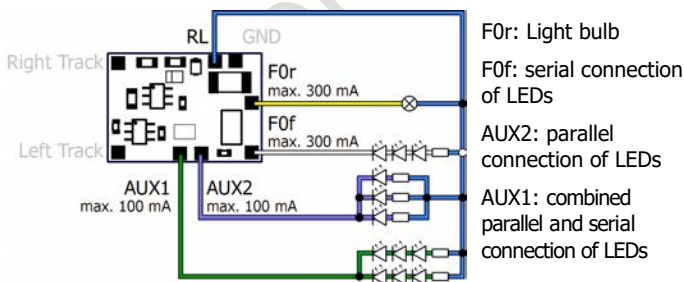 RL
GND
Right Track
F0r
max. 300 mA
F0f
max. 300 mA
Left Track
AUX1
max. 100 mA
AUX2
max. 100 mA
F0r: Light bulb
F0f: serial connection
of LEDs
AUX2: parallel
connection of LEDs
AUX1: combined
parallel and serial
connection of LEDs